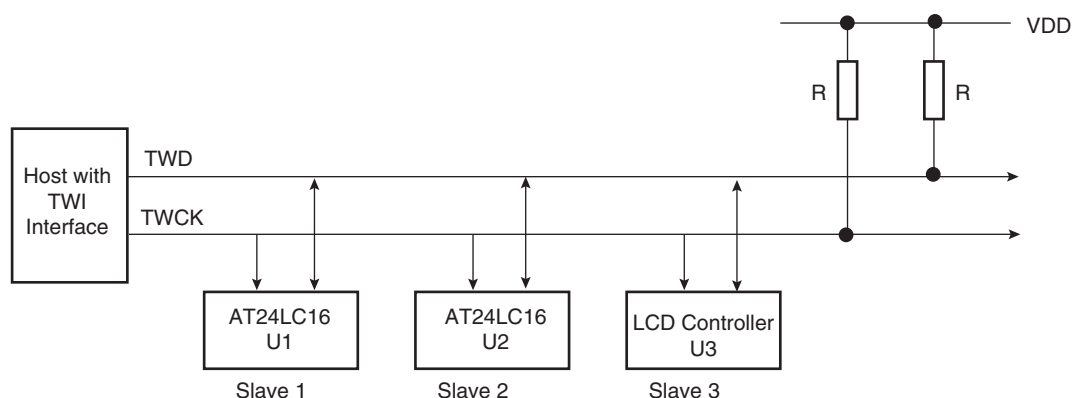 VDD
R
R
Host with
TWI
Interface
TWD
TWCK
AT24LC16
U1
AT24LC16
U2
LCD Controller
U3
Slave 1
Slave 2
Slave 3